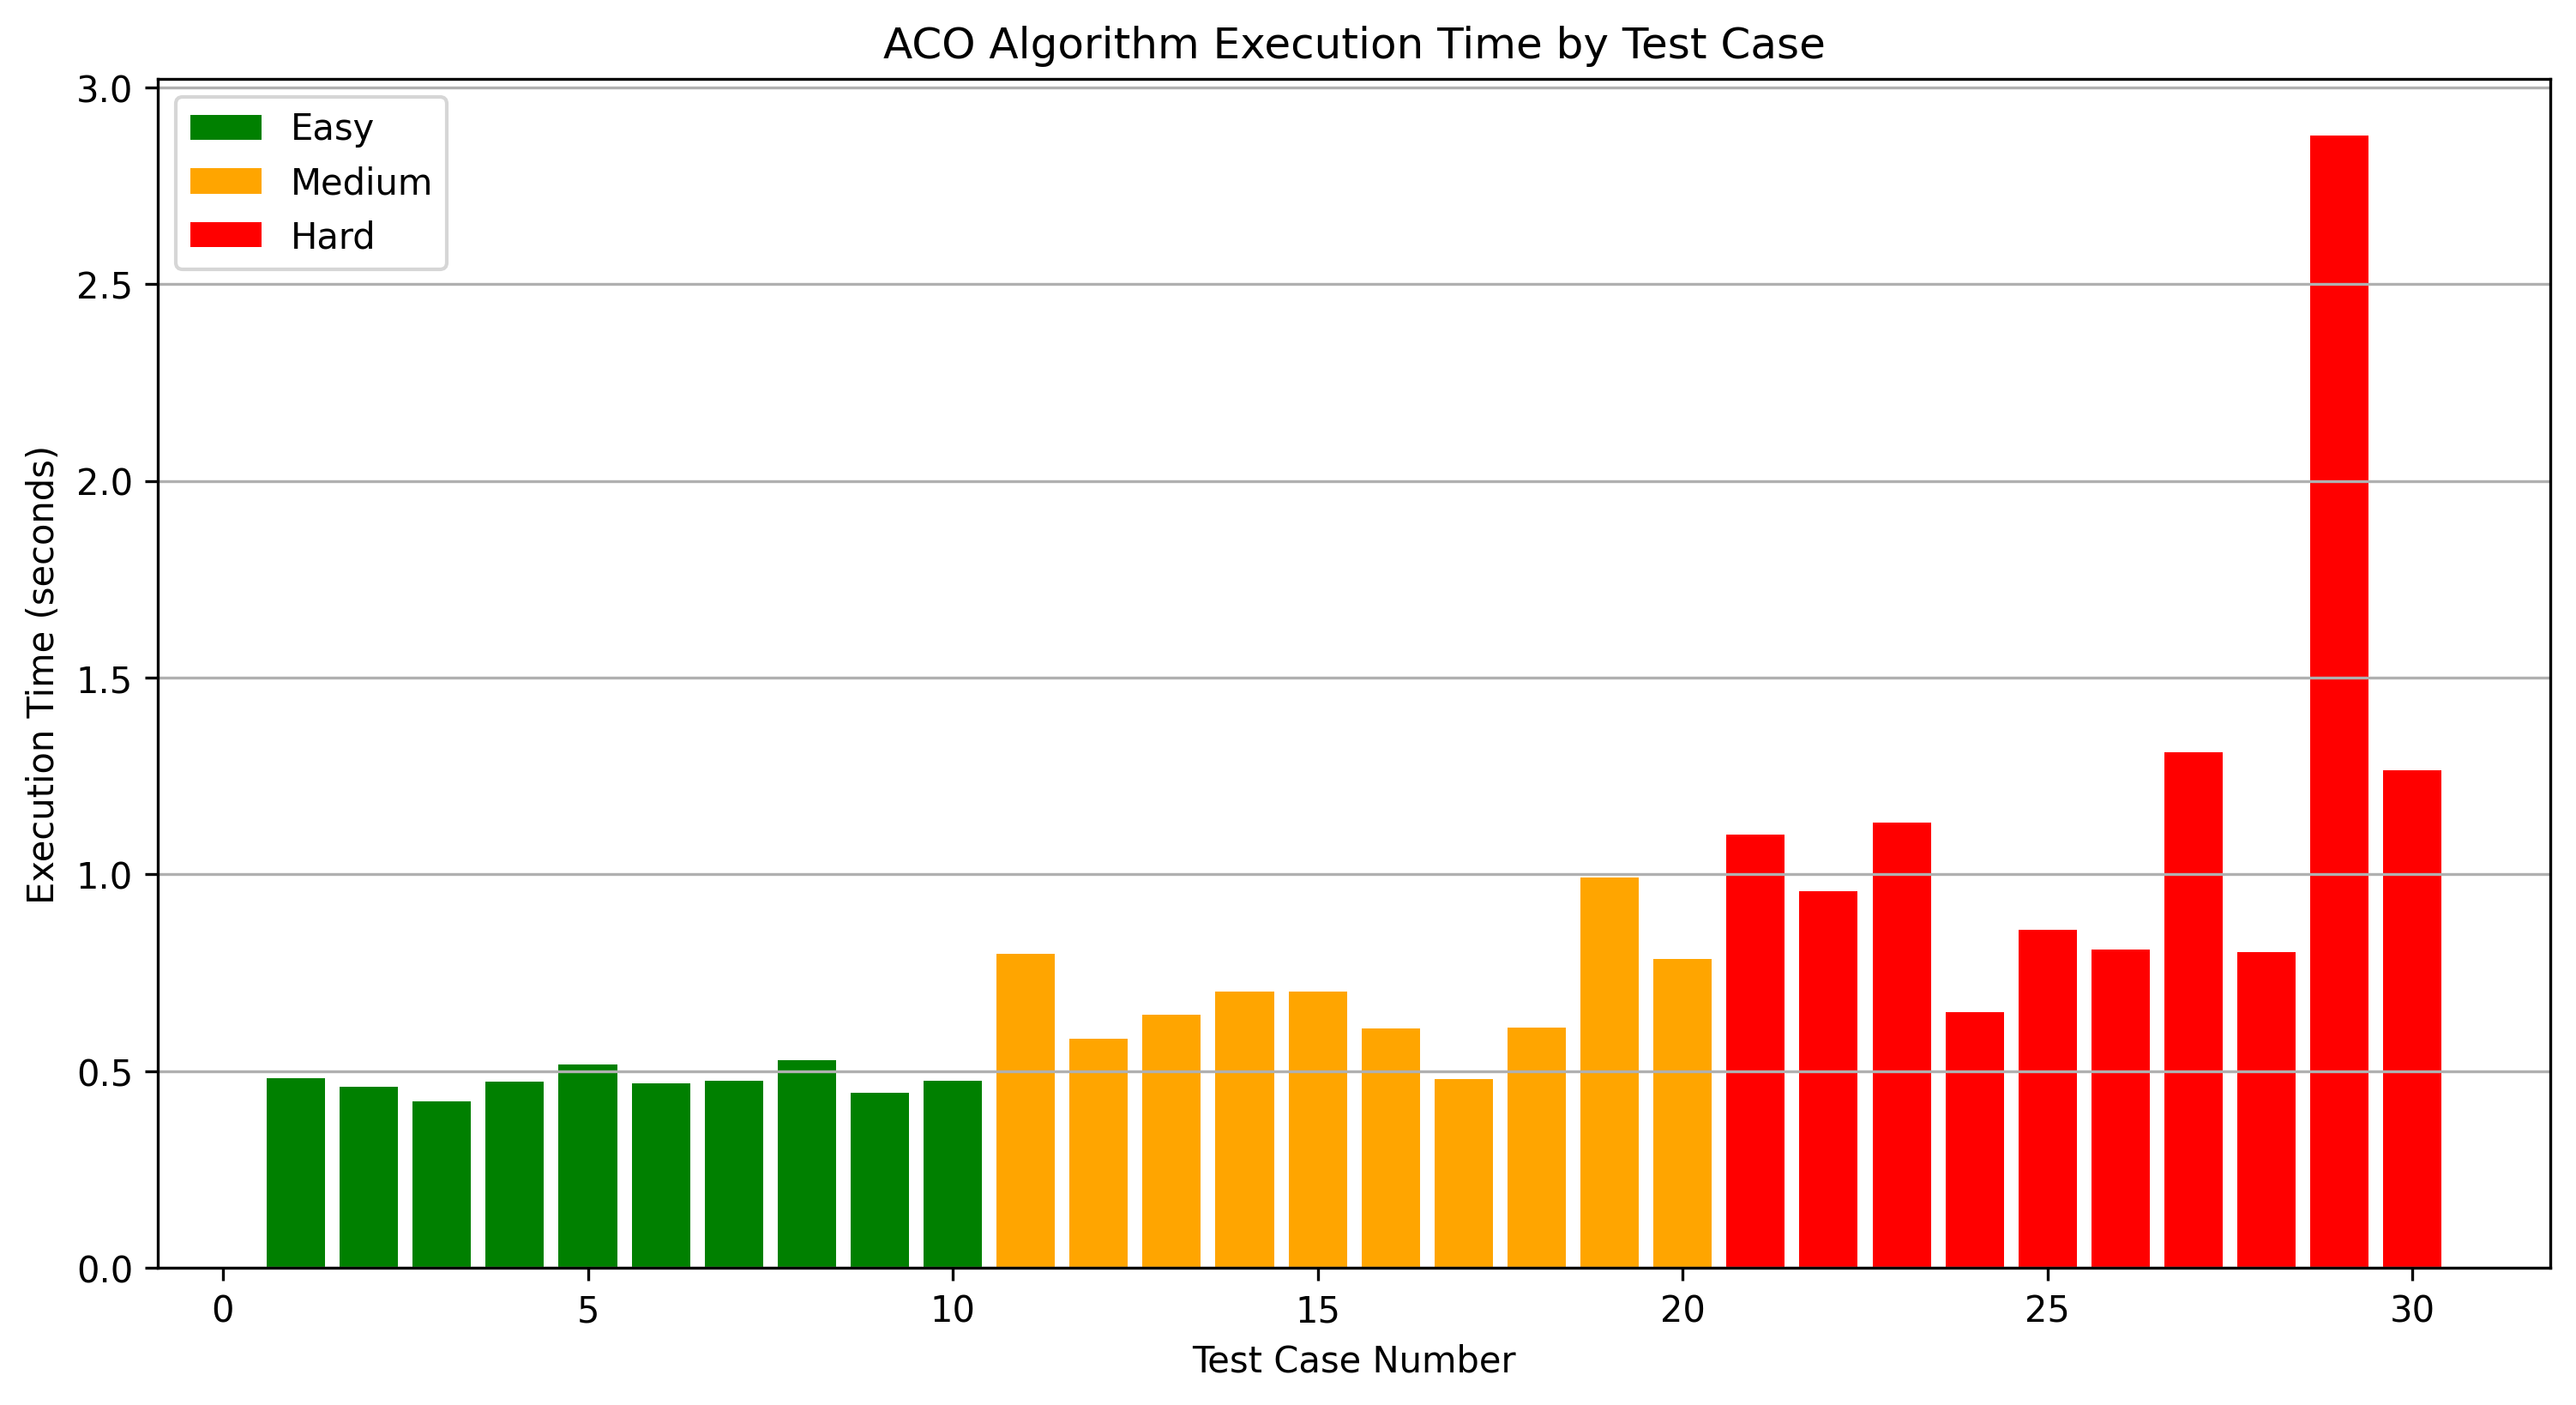 ACO Algorithm Execution Time by Test Case
Easy
Medium
Hard
Execution Time (seconds)
3.0
2.5
2.0
1.5
1.0
0.5
0.0
0 5 10 15 20 25 30
Test Case Number